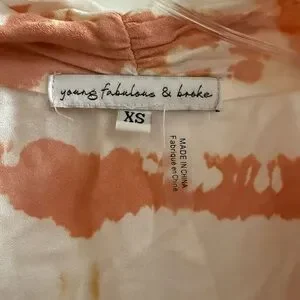 young fabulous & broke
XS
MADE IN CHINA
Fabriqué en Chine